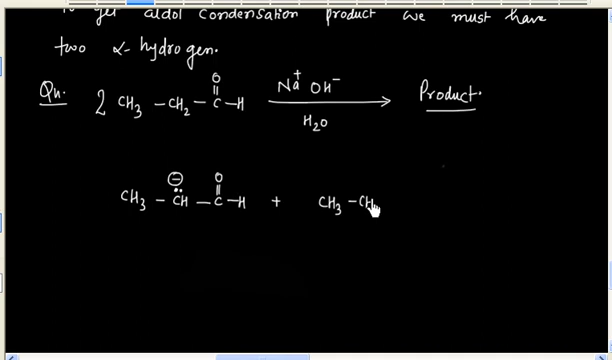 To get aldol condensation product we must have
two α-hydrogen.
Qn. 2 CH3 – CH2 – C – H Na+ OH– Product.
O
H2O
⊖ O
CH3 – CH – C – H + CH3 – CH